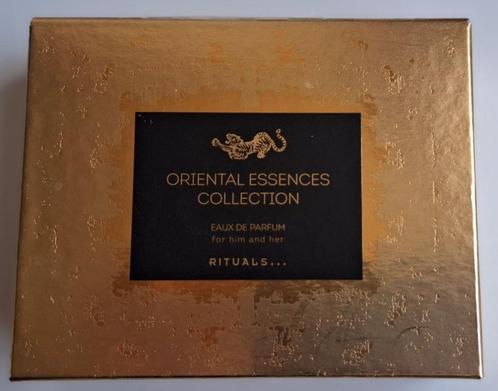 ORIENTAL ESSENCES
COLLECTION
EAUX DE PARFUM
for him and her
RITUALS...